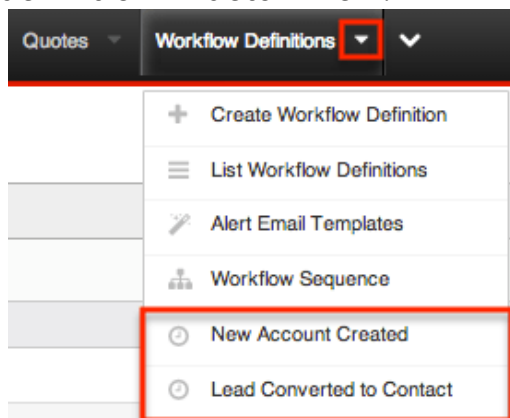 Quotes Workflow Definitions
Create Workflow Definition
List Workflow Definitions
Alert Email Templates
Workflow Sequence
New Account Created
Lead Converted to Contact